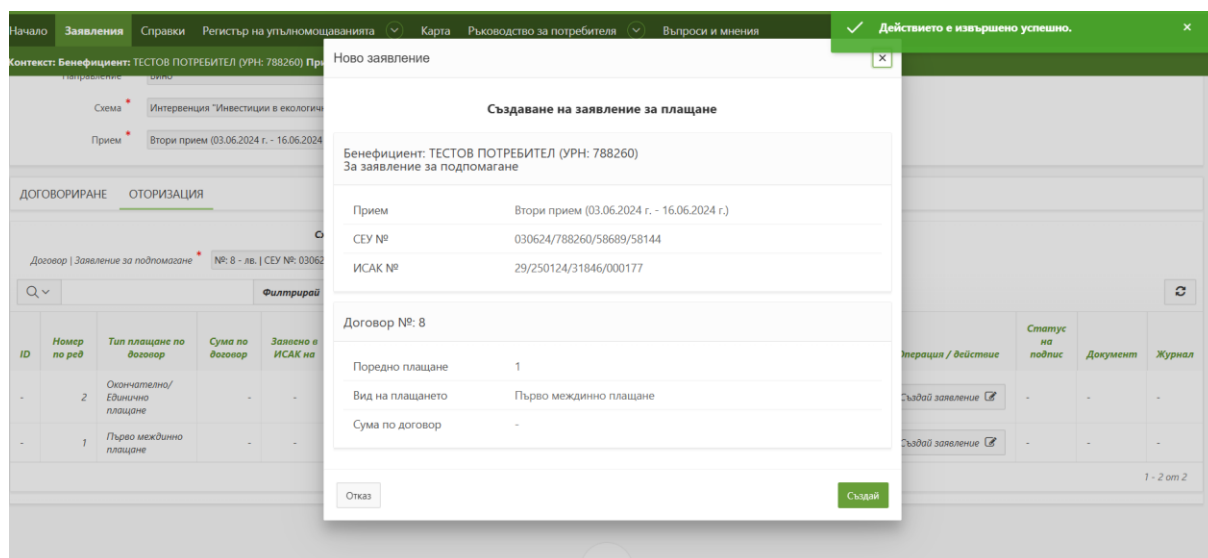 Начало Заявления Справки Регистър на упълномощаванията Карта Ръководство за потребителя Въпроси и мнения
Действието е извършено успешно.
Контекст: Бенефициент: ТЕСТОВ ПОТРЕБИТЕЛ (УРН: 788260)
Направление
Схема * Интервенция "Инвестиции в
Прием * Втори прием (03.06.2024 г. - 16.06.2024
ДОГОВОРИРАНЕ ОТОРИЗАЦИЯ
Договор | Заявление за подпомагане * №: 8 - лв. | СЕУ №: 03062
Филтрирай
ID Номер по ред Тип плащане по договор Сума по договор Заявено в ИСАК на Операция / действие Статус на подпис Документ Журнал
- 2 Окончателно/ Единично плащане - - Създай заявление - - -
- 1 Първо междинно плащане - - Създай заявление - - -
1 - 2 от 2
Ново заявление
Създаване на заявление за плащане
Бенефициент: ТЕСТОВ ПОТРЕБИТЕЛ (УРН: 788260)
За заявление за подпомагане
Прием Втори прием (03.06.2024 г. - 16.06.2024 г.)
СЕУ № 030624/788260/58689/58144
ИСАК № 29/250124/31846/000177
Договор №: 8
Поредно плащане 1
Вид на плащането Първо междинно плащане
Сума по договор -
Отказ Създай